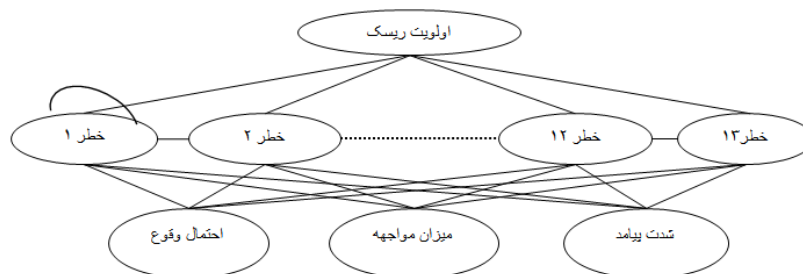 اولویت ریسک
خطر ۱
خطر ۲
خطر ۱۲
خطر۱۳
احتمال وقوع
میزان مواجهه
شدت پیامد